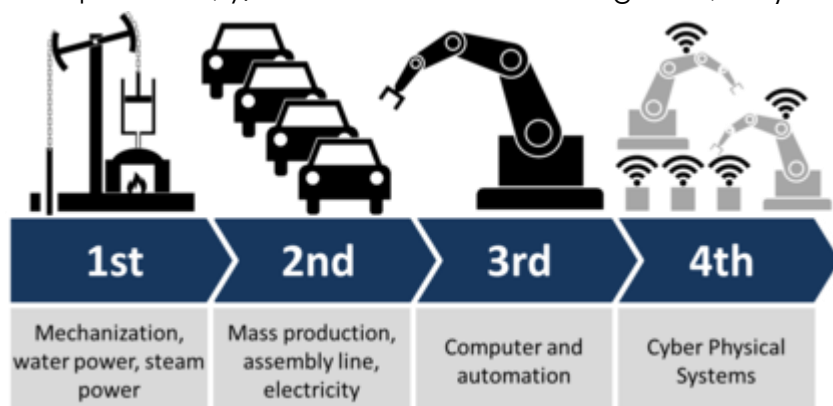 1st
2nd
3rd
4th
Mechanization,
water power, steam
power
Mass production,
assembly line,
electricity
Computer and
automation
Cyber Physical
Systems